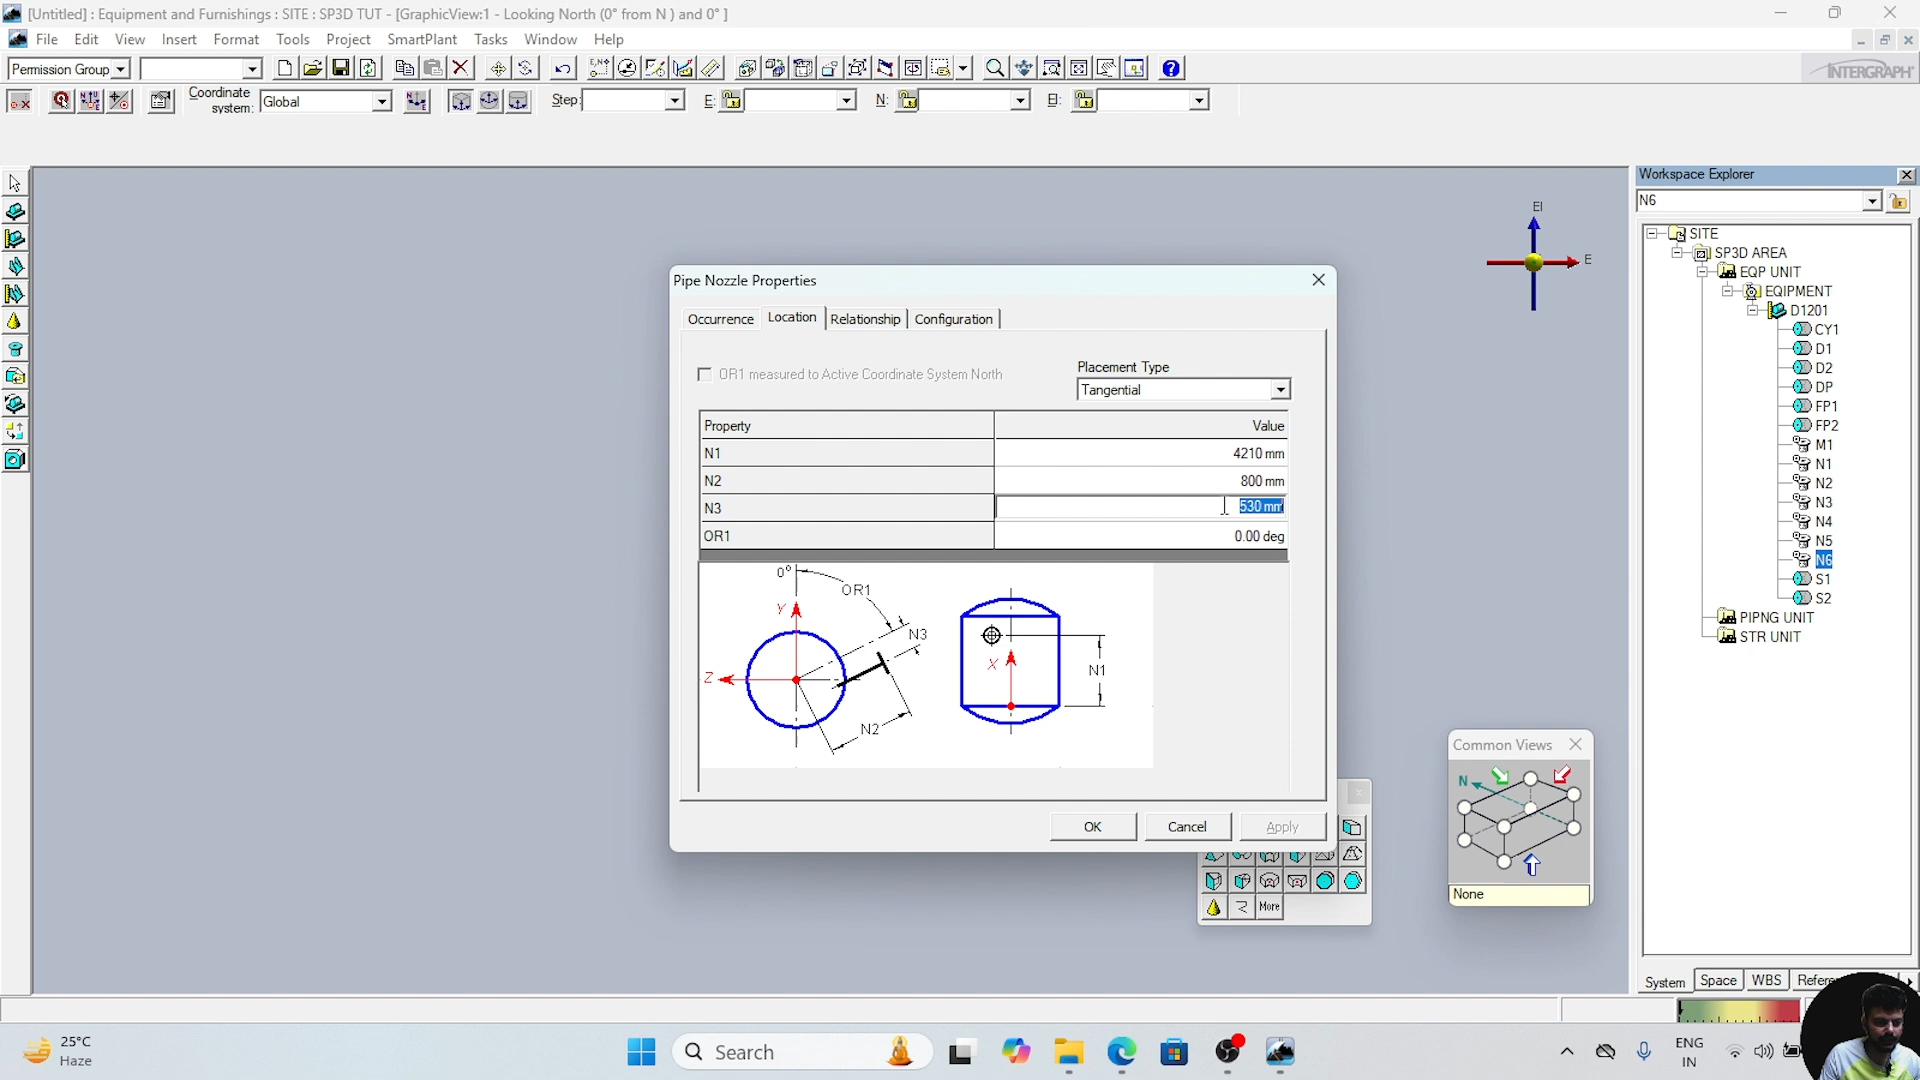 [Untitled] : Equipment and Furnishings : SITE : SP3D TUT - [GraphicView:1 - Looking North (0° from N ) and 0° ]
File Edit View Insert Format Tools Project SmartPlant Tasks Window Help
Permission Group
INTERGRAPH
Coordinate system: Global
Step: E: N: El:
Workspace Explorer
N6
SITE
SP3D AREA
EQP UNIT
EQIPMENT
D1201
CY1
D1
D2
DP
FP1
FP2
M1
N1
N2
N3
N4
N5
N6
S1
S2
PIPNG UNIT
STR UNIT
El
E
Pipe Nozzle Properties
Occurrence Location Relationship Configuration
OR1 measured to Active Coordinate System North
Placement Type
Tangential
Property Value
N1 4210 mm
N2 800 mm
N3 530 mm
OR1 0.00 deg
0° OR1 Y N3 Z N2
X N1
OK Cancel Apply
More
Common Views
N
None
System Space WBS
25°C
Haze
Search
ENG
IN